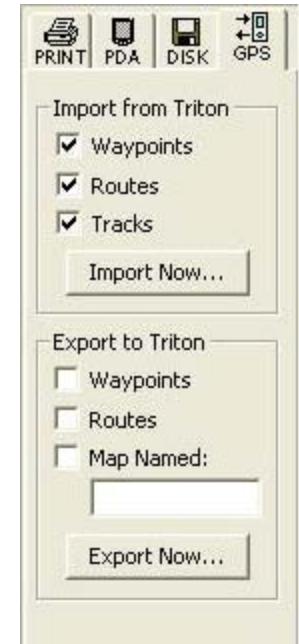 PRINT PDA DISK GPS
Import from Triton
Waypoints
Routes
Tracks
Import Now...
Export to Triton
Waypoints
Routes
Map Named:
Export Now...